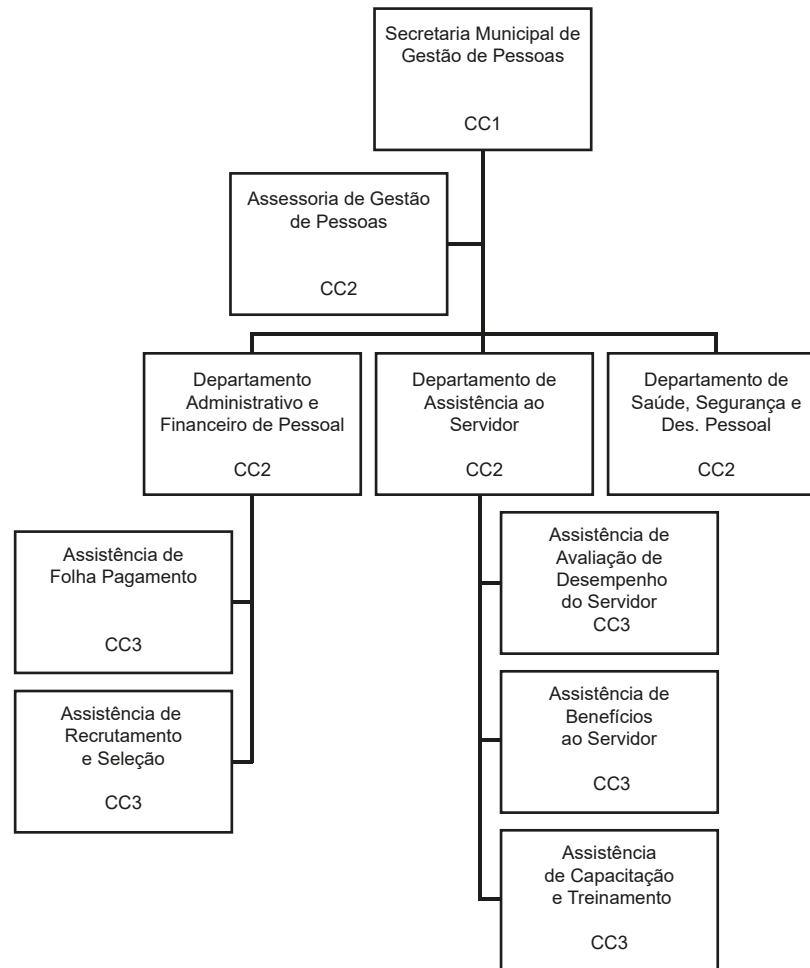 Secretaria Municipal de
Gestão de Pessoas
CC1
Assessoria de Gestão
de Pessoas
CC2
Departamento
Administrativo e
Financeiro de Pessoal
CC2
Departamento de
Assistência ao
Servidor
CC2
Departamento de
Saúde, Segurança e
Des. Pessoal
CC2
Assistência de
Folha Pagamento
CC3
Assistência de
Recrutamento
e Seleção
CC3
Assistência de
Avaliação de
Desempenho
do Servidor
CC3
Assistência de
Benefícios
ao Servidor
CC3
Assistência
de Capacitação
e Treinamento
CC3